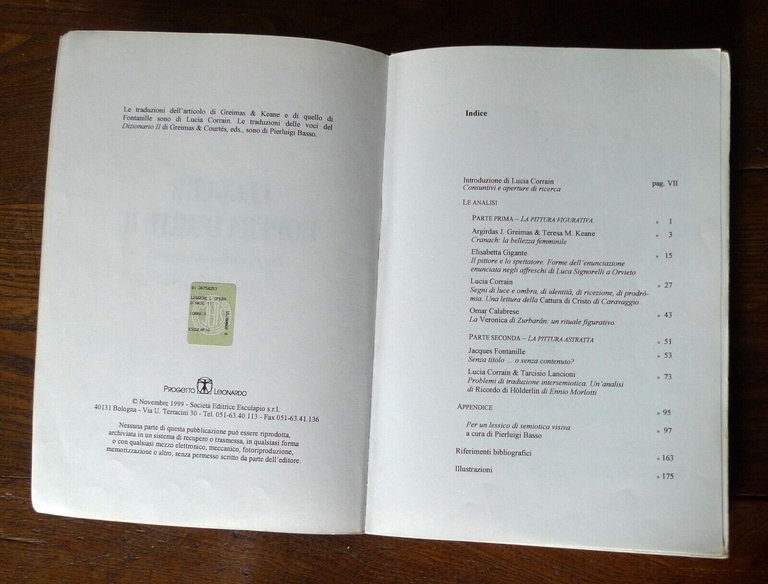 Le traduzioni dell'articolo di Greimas & Keane e di quello di
Fontanille sono di Lucia Corrain. Le traduzioni delle voci del
Dizionario II di Greimas & Courtés, eds., sono di Pierluigi Basso.
LEGGERE L'OPERA
CORRAIN
ESCULAPIO
PROGETTO LEONARDO
© Novembre 1999 - Società Editrice Esculapio s.r.l.
40131 Bologna - Via U. Terracini 30 - Tel. 051-63.40.113 - Fax 051-63.41.136
Nessuna parte di questa pubblicazione può essere riprodotta,
archiviata in un sistema di recupero o trasmessa, in qualsiasi forma
o con qualsiasi mezzo elettronico, meccanico, fotoriproduzione,
memorizzazione o altro, senza permesso scritto da parte dell'editore.
Indice
Introduzione di Lucia Corrain pag. VII
Consuntivi e aperture di ricerca
LE ANALISI
PARTE PRIMA – LA PITTURA FIGURATIVA » 1
Argirdas J. Greimas & Teresa M. Keane » 3
Cranach: la bellezza femminile
Elisabetta Gigante » 15
Il pittore e lo spettatore. Forme dell'enunciazione
enunciata negli affreschi di Luca Signorelli a Orvieto
Lucia Corrain » 27
Segni di luce e ombra, di identità, di ricezione, di prodrò-
mia. Una lettura della Cattura di Cristo di Caravaggio
Omar Calabrese » 43
La Veronica di Zurbarán: un rituale figurativo
PARTE SECONDA – LA PITTURA ASTRATTA » 51
Jacques Fontanille » 53
Senza titolo ... o senza contenuto?
Lucia Corrain & Tarcisio Lancioni » 73
Problemi di traduzione intersemiotica. Un'analisi
di Ricordo di Hölderlin di Ennio Morlotti
APPENDICE » 95
Per un lessico di semiotica visiva » 97
a cura di Pierluigi Basso
Riferimenti bibliografici » 163
Illustrazioni » 175